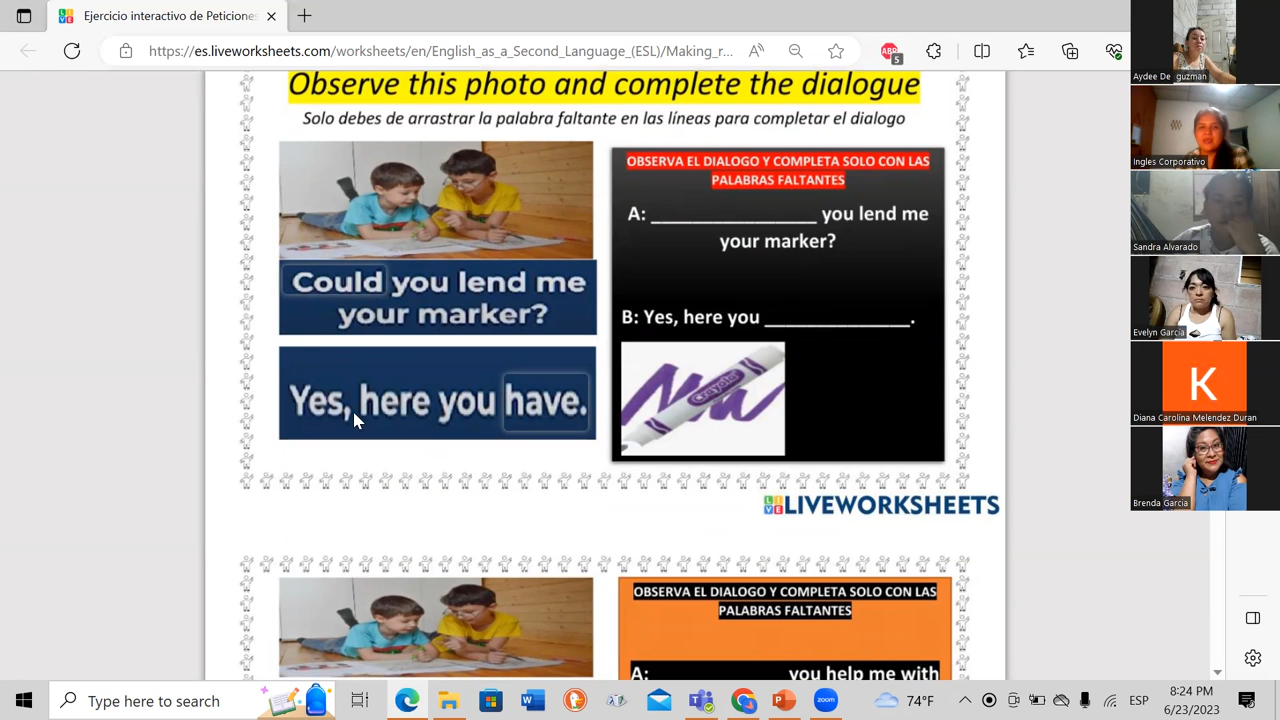 Ejercicio interactivo de Peticiones
https://es.liveworksheets.com/worksheets/en/English_as_a_Second_Language_(ESL)/Making_r...
Observe this photo and complete the dialogue
Solo debes de arrastrar la palabra faltante en las líneas para completar el dialogo
Could you lend me
your marker?
Yes, here you have.
OBSERVA EL DIALOGO Y COMPLETA SOLO CON LAS
PALABRAS FALTANTES
A: ________________ you lend me
your marker?
B: Yes, here you ______________.
Crayola
LIVEWORKSHEETS
OBSERVA EL DIALOGO Y COMPLETA SOLO CON LAS
PALABRAS FALTANTES
A: ______________ you help me with
Aydee De guzman
Ingles Corporativo
Sandra Alvarado
Evelyn Garcia
K
Diana Carolina Melendez Duran
Brenda Garcia
Type here to search
zoom
74°F
ESP
8:24 PM
6/23/2023
ABP
5